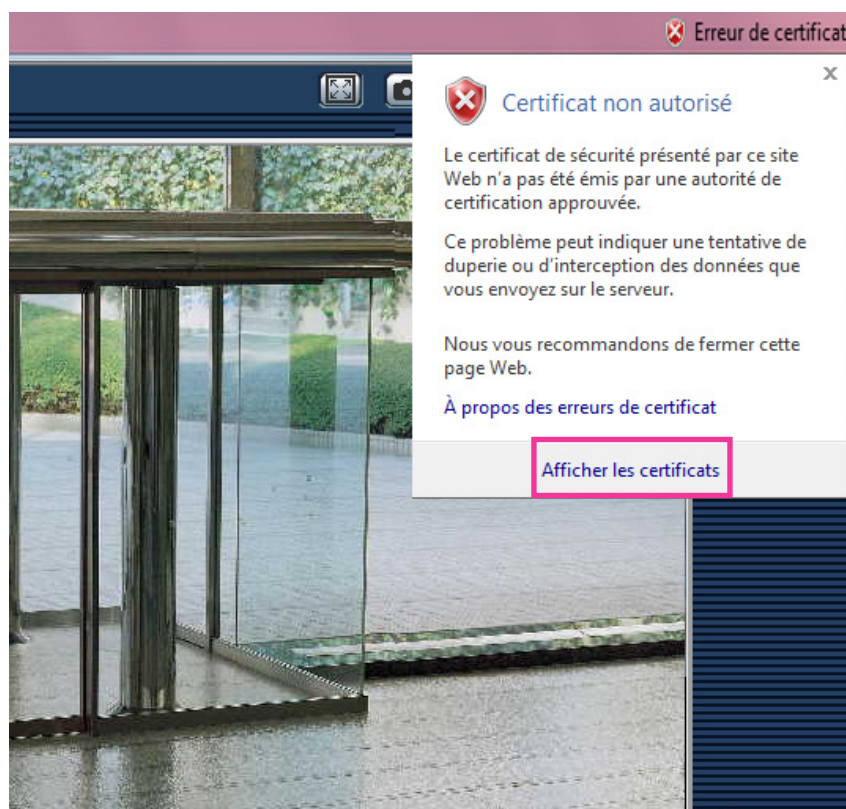 Erreur de certificat
Certificat non autorisé
Le certificat de sécurité présenté par ce site
Web n'a pas été émis par une autorité de
certification approuvée.
Ce problème peut indiquer une tentative de
duperie ou d'interception des données que
vous envoyez sur le serveur.
Nous vous recommandons de fermer cette
page Web.
À propos des erreurs de certificat
Afficher les certificats